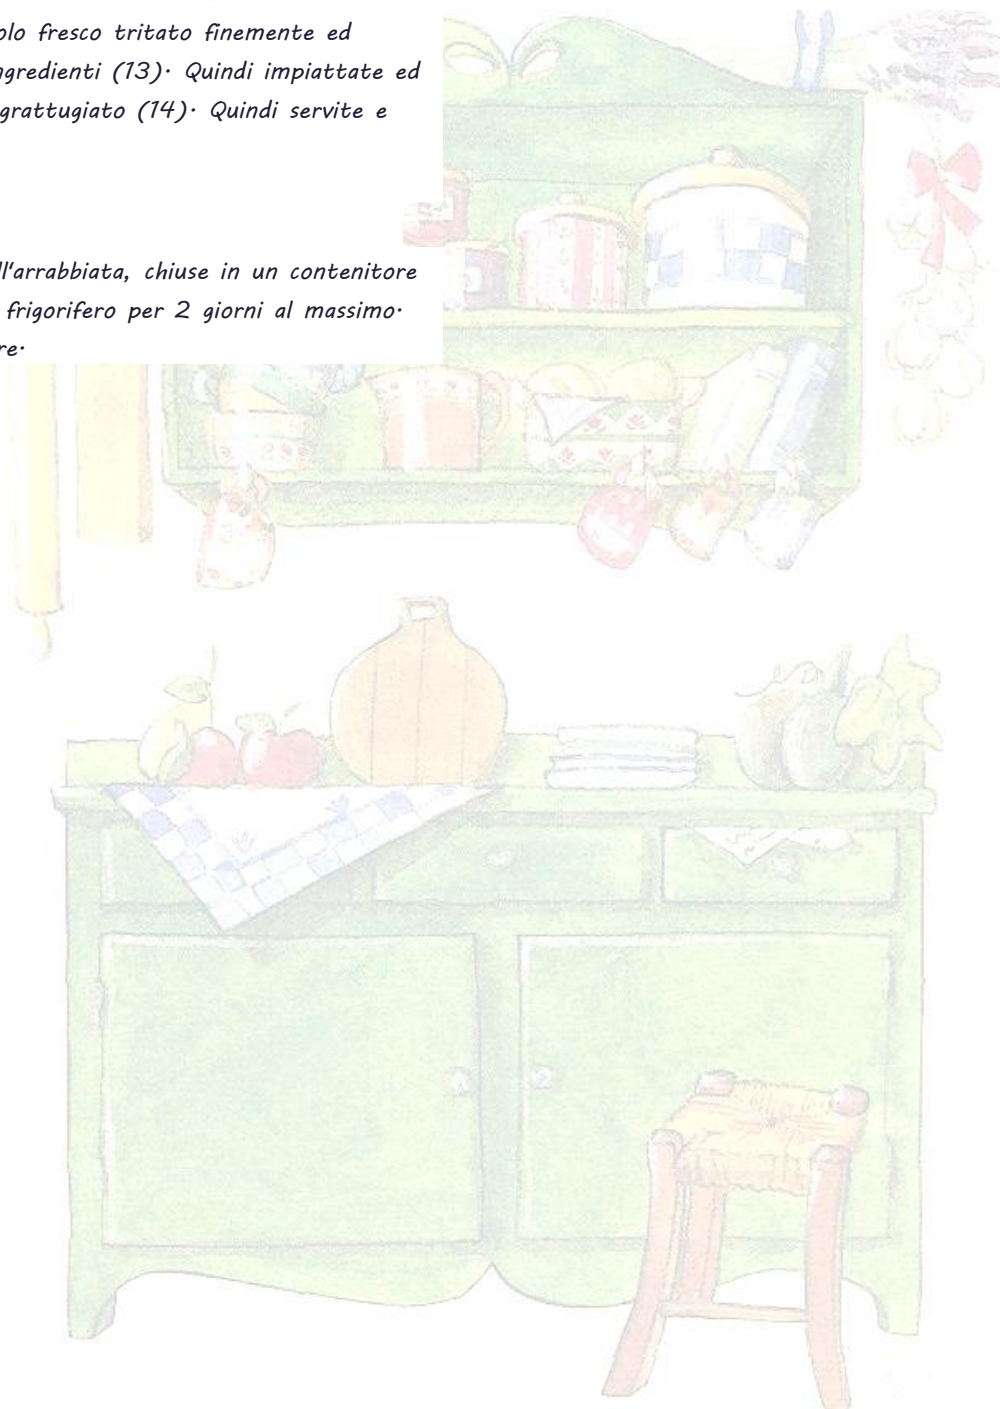 olo fresco tritato finemente ed
ngredienti (13). Quindi impiattate ed
grattugiato (14). Quindi servite e
ll'arrabbiata, chiuse in un contenitore
frigorifero per 2 giorni al massimo.
re.